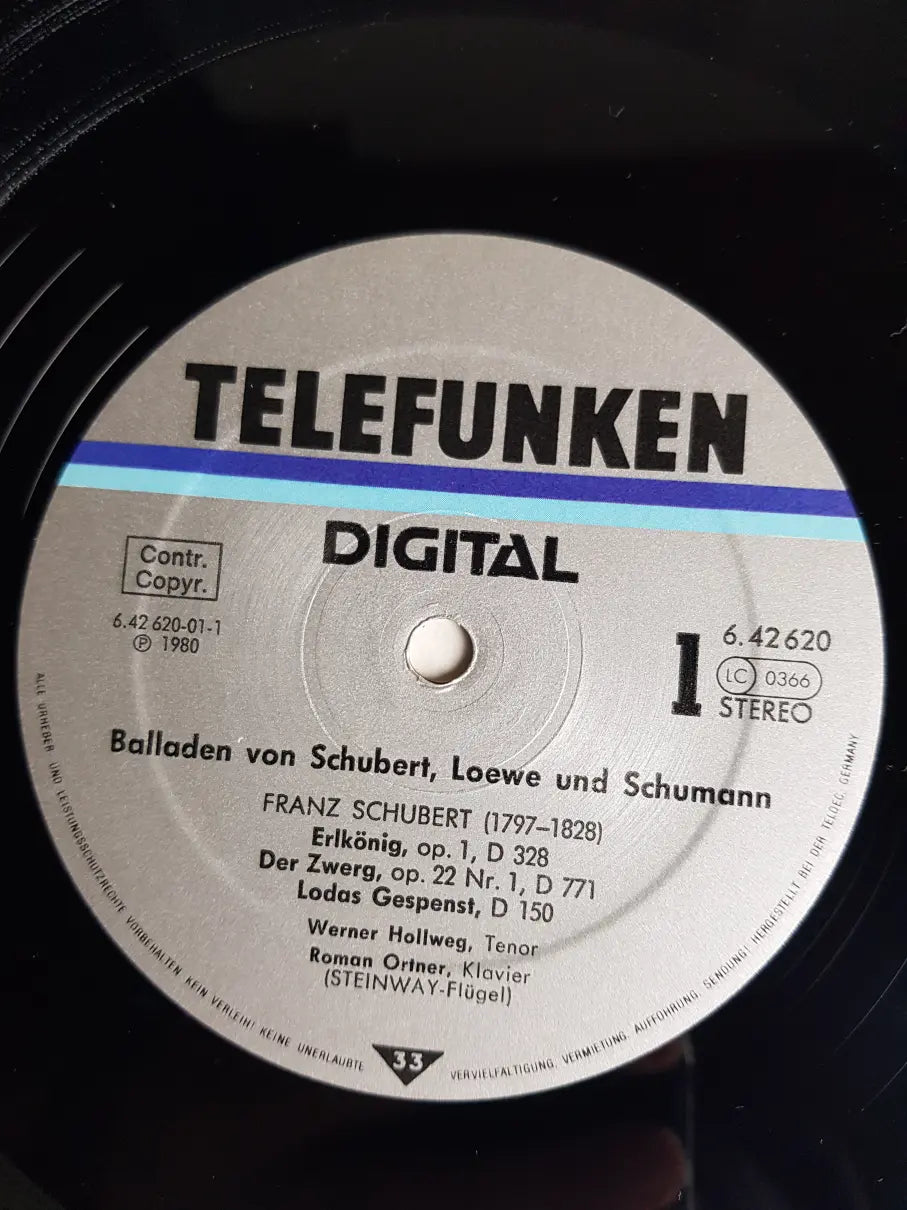 TELEFUNKEN
DIGITAL
Contr.
Copyr.
6.42 620-01-1
℗ 1980
1
6.42620
LC 0366
STEREO
Balladen von Schubert, Loewe und Schumann
FRANZ SCHUBERT (1797–1828)
Erlkönig, op. 1, D 328
Der Zwerg, op. 22 Nr. 1, D 771
Lodas Gespenst, D 150
Werner Hollweg, Tenor
Roman Ortner, Klavier
(STEINWAY-Flügel)
33
ALLE URHEBER- UND LEISTUNGSSCHUTZRECHTE VORBEHALTEN. KEIN VERLEIH! KEINE UNERLAUBTE VERVIELFÄLTIGUNG, VERMIETUNG, AUFFÜHRUNG, SENDUNG! HERGESTELLT BEI DER TELDEC, GERMANY